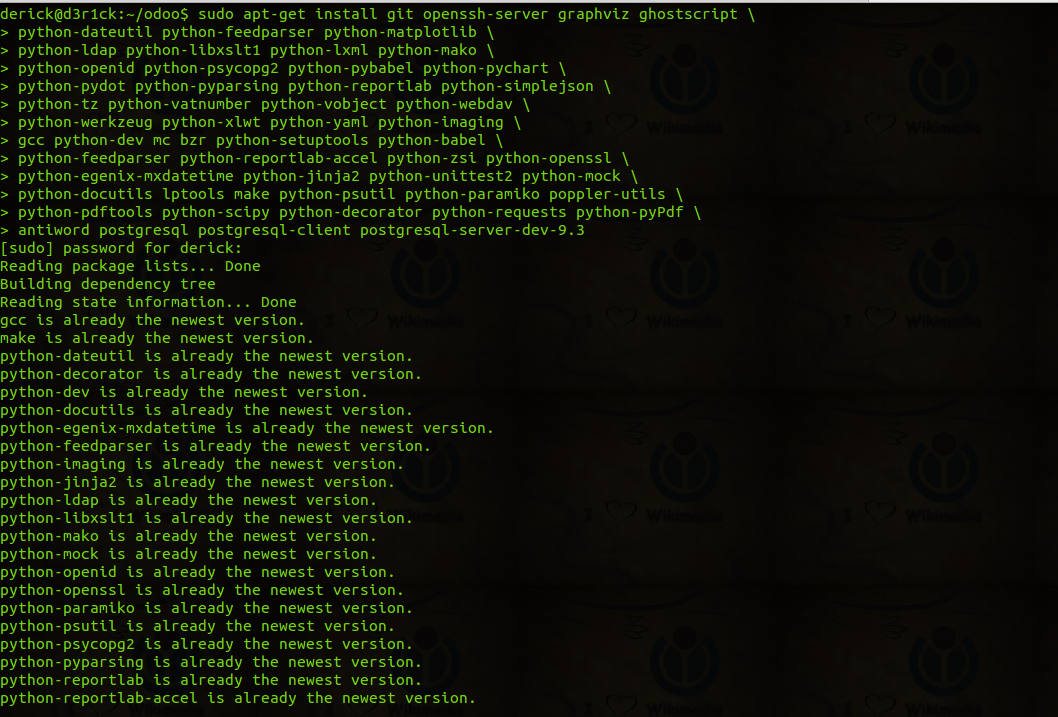 derick@d3r1ck:~/odoo$ sudo apt-get install git openssh-server graphviz ghostscript \
> python-dateutil python-feedparser python-matplotlib \
> python-ldap python-libxslt1 python-lxml python-mako \
> python-openid python-psycopg2 python-pybabel python-pychart \
> python-pydot python-pyparsing python-reportlab python-simplejson \
> python-tz python-vatnumber python-vobject python-webdav \
> python-werkzeug python-xlwt python-yaml python-imaging \
> gcc python-dev mc bzr python-setuptools python-babel \
> python-feedparser python-reportlab-accel python-zsi python-openssl \
> python-egenix-mxdatetime python-jinja2 python-unittest2 python-mock \
> python-docutils lptools make python-psutil python-paramiko poppler-utils \
> python-pdftools python-scipy python-decorator python-requests python-pyPdf \
> antiword postgresql postgresql-client postgresql-server-dev-9.3
[sudo] password for derick:
Reading package lists... Done
Building dependency tree
Reading state information... Done
gcc is already the newest version.
make is already the newest version.
python-dateutil is already the newest version.
python-decorator is already the newest version.
python-dev is already the newest version.
python-docutils is already the newest version.
python-egenix-mxdatetime is already the newest version.
python-feedparser is already the newest version.
python-imaging is already the newest version.
python-jinja2 is already the newest version.
python-ldap is already the newest version.
python-libxslt1 is already the newest version.
python-mako is already the newest version.
python-mock is already the newest version.
python-openid is already the newest version.
python-openssl is already the newest version.
python-paramiko is already the newest version.
python-psutil is already the newest version.
python-psycopg2 is already the newest version.
python-pyparsing is already the newest version.
python-reportlab is already the newest version.
python-reportlab-accel is already the newest version.